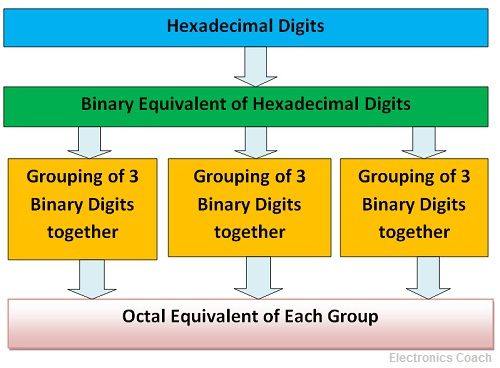 Hexadecimal Digits
Binary Equivalent of Hexadecimal Digits
Grouping of 3
Binary Digits
together
Grouping of 3
Binary Digits
together
Grouping of 3
Binary Digits
together
Octal Equivalent of Each Group
Electronics Coach